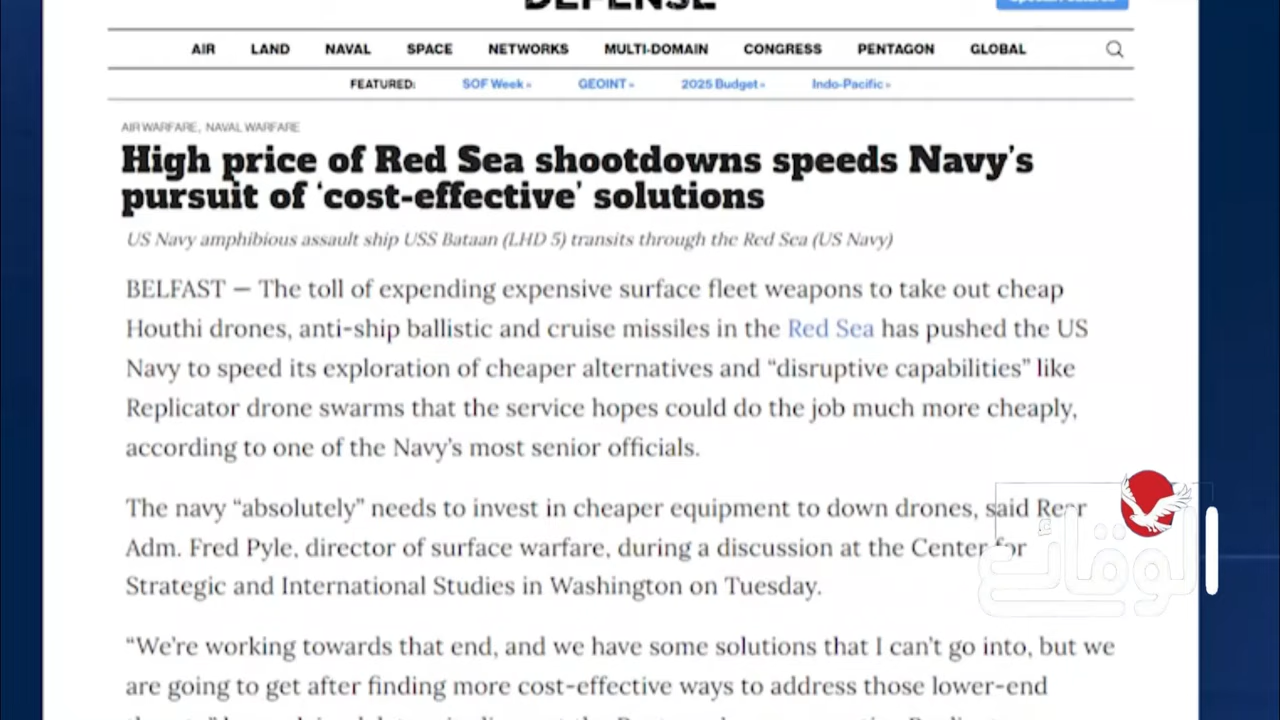 DEFENSE
Special Features
AIR LAND NAVAL SPACE NETWORKS MULTI-DOMAIN CONGRESS PENTAGON GLOBAL
FEATURED: SOF Week » GEOINT » 2025 Budget » Indo-Pacific »
AIR WARFARE, NAVAL WARFARE
High price of Red Sea shootdowns speeds Navy's
pursuit of 'cost-effective' solutions
US Navy amphibious assault ship USS Bataan (LHD 5) transits through the Red Sea (US Navy)
BELFAST — The toll of expending expensive surface fleet weapons to take out cheap
Houthi drones, anti-ship ballistic and cruise missiles in the Red Sea has pushed the US
Navy to speed its exploration of cheaper alternatives and “disruptive capabilities” like
Replicator drone swarms that the service hopes could do the job much more cheaply,
according to one of the Navy's most senior officials.
The navy “absolutely” needs to invest in cheaper equipment to down drones, said Rear
Adm. Fred Pyle, director of surface warfare, during a discussion at the Center for
Strategic and International Studies in Washington on Tuesday.
الوقائع
“We're working towards that end, and we have some solutions that I can't go into, but we
are going to get after finding more cost-effective ways to address those lower-end